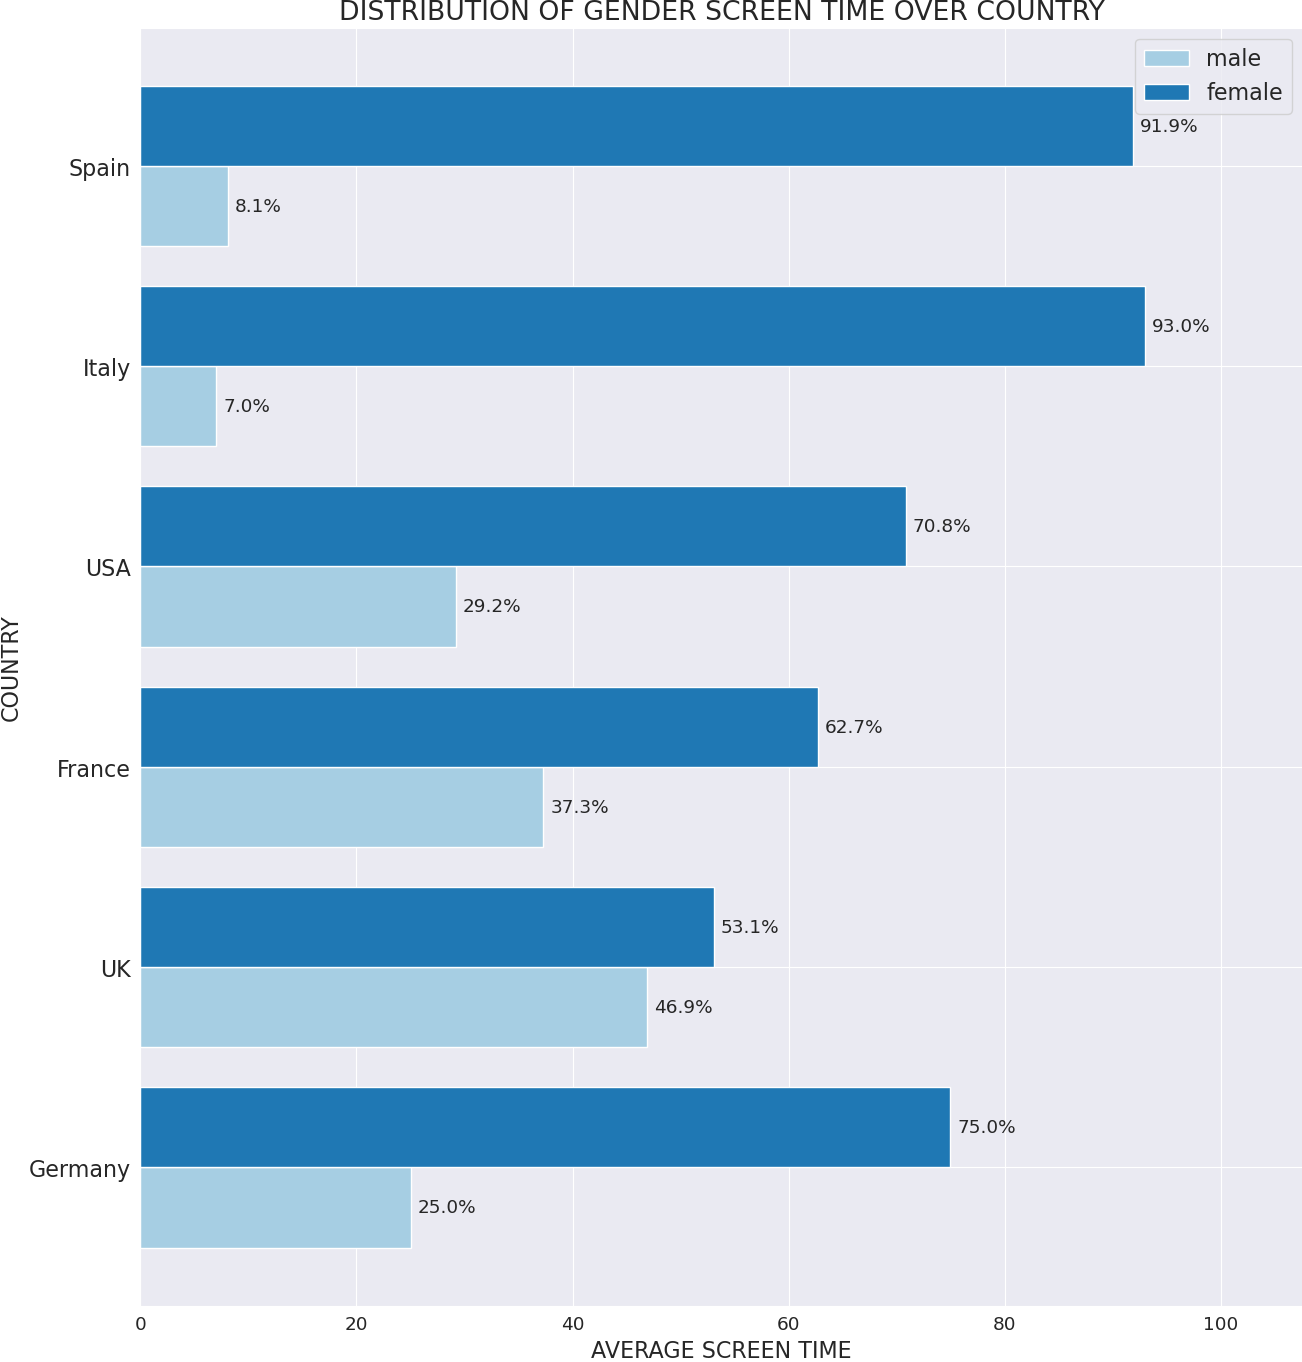 DISTRIBUTION OF GENDER SCREEN TIME OVER COUNTRY
male
female
Spain
91.9%
8.1%
Italy
93.0%
7.0%
USA
70.8%
29.2%
France
62.7%
37.3%
UK
53.1%
46.9%
Germany
75.0%
25.0%
COUNTRY
0 20 40 60 80 100
AVERAGE SCREEN TIME